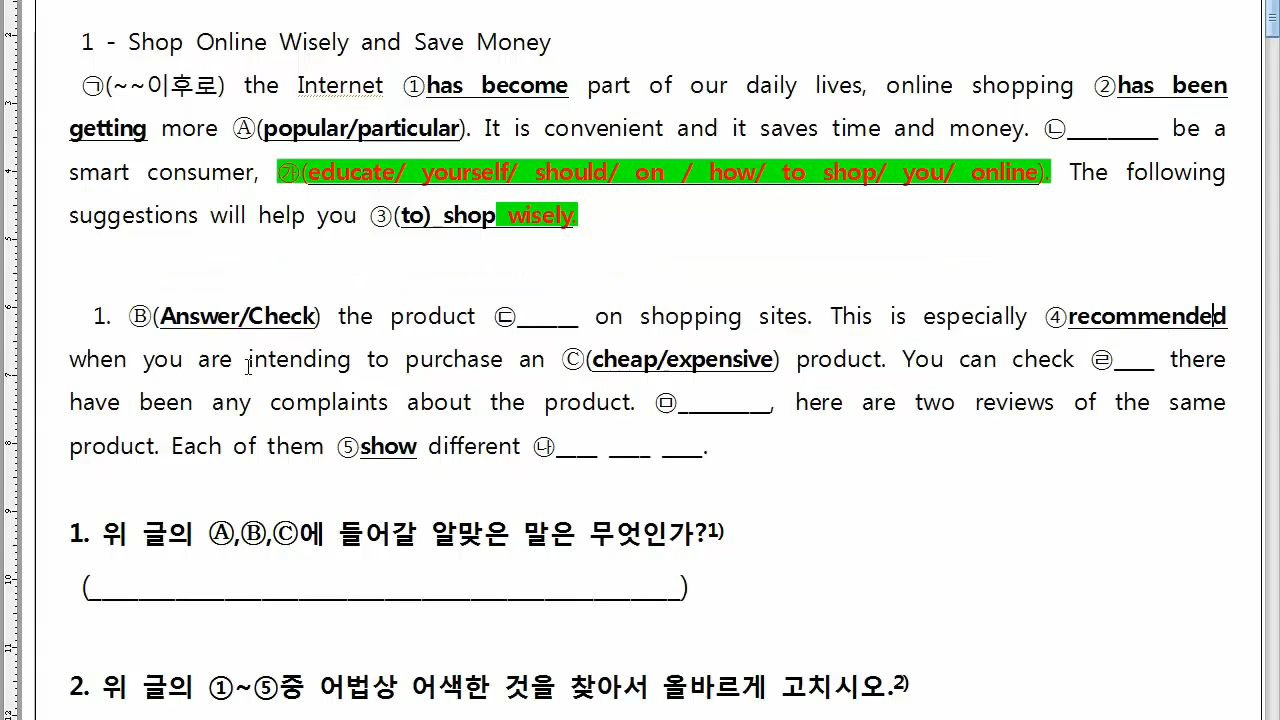 1 - Shop Online Wisely and Save Money
㉠(~~이후로) the Internet ①has become part of our daily lives, online shopping ②has been
getting more Ⓐ(popular/particular). It is convenient and it saves time and money. ㉡________ be a
smart consumer, ㉮(educate/ yourself/ should/ on / how/ to shop/ you/ online). The following
suggestions will help you ③(to) shop wisely.
1. Ⓑ(Answer/Check) the product ㉢_____ on shopping sites. This is especially ④recommended
when you are intending to purchase an Ⓒ(cheap/expensive) product. You can check ㉣____ there
have been any complaints about the product. ㉤_________, here are two reviews of the same
product. Each of them ⑤show different ㉯____ ____ ____.
1. 위 글의 Ⓐ,Ⓑ,Ⓒ에 들어갈 알맞은 말은 무엇인가?1)
(________________________________________________)
2. 위 글의 ①~⑤중 어법상 어색한 것을 찾아서 올바르게 고치시오.2)